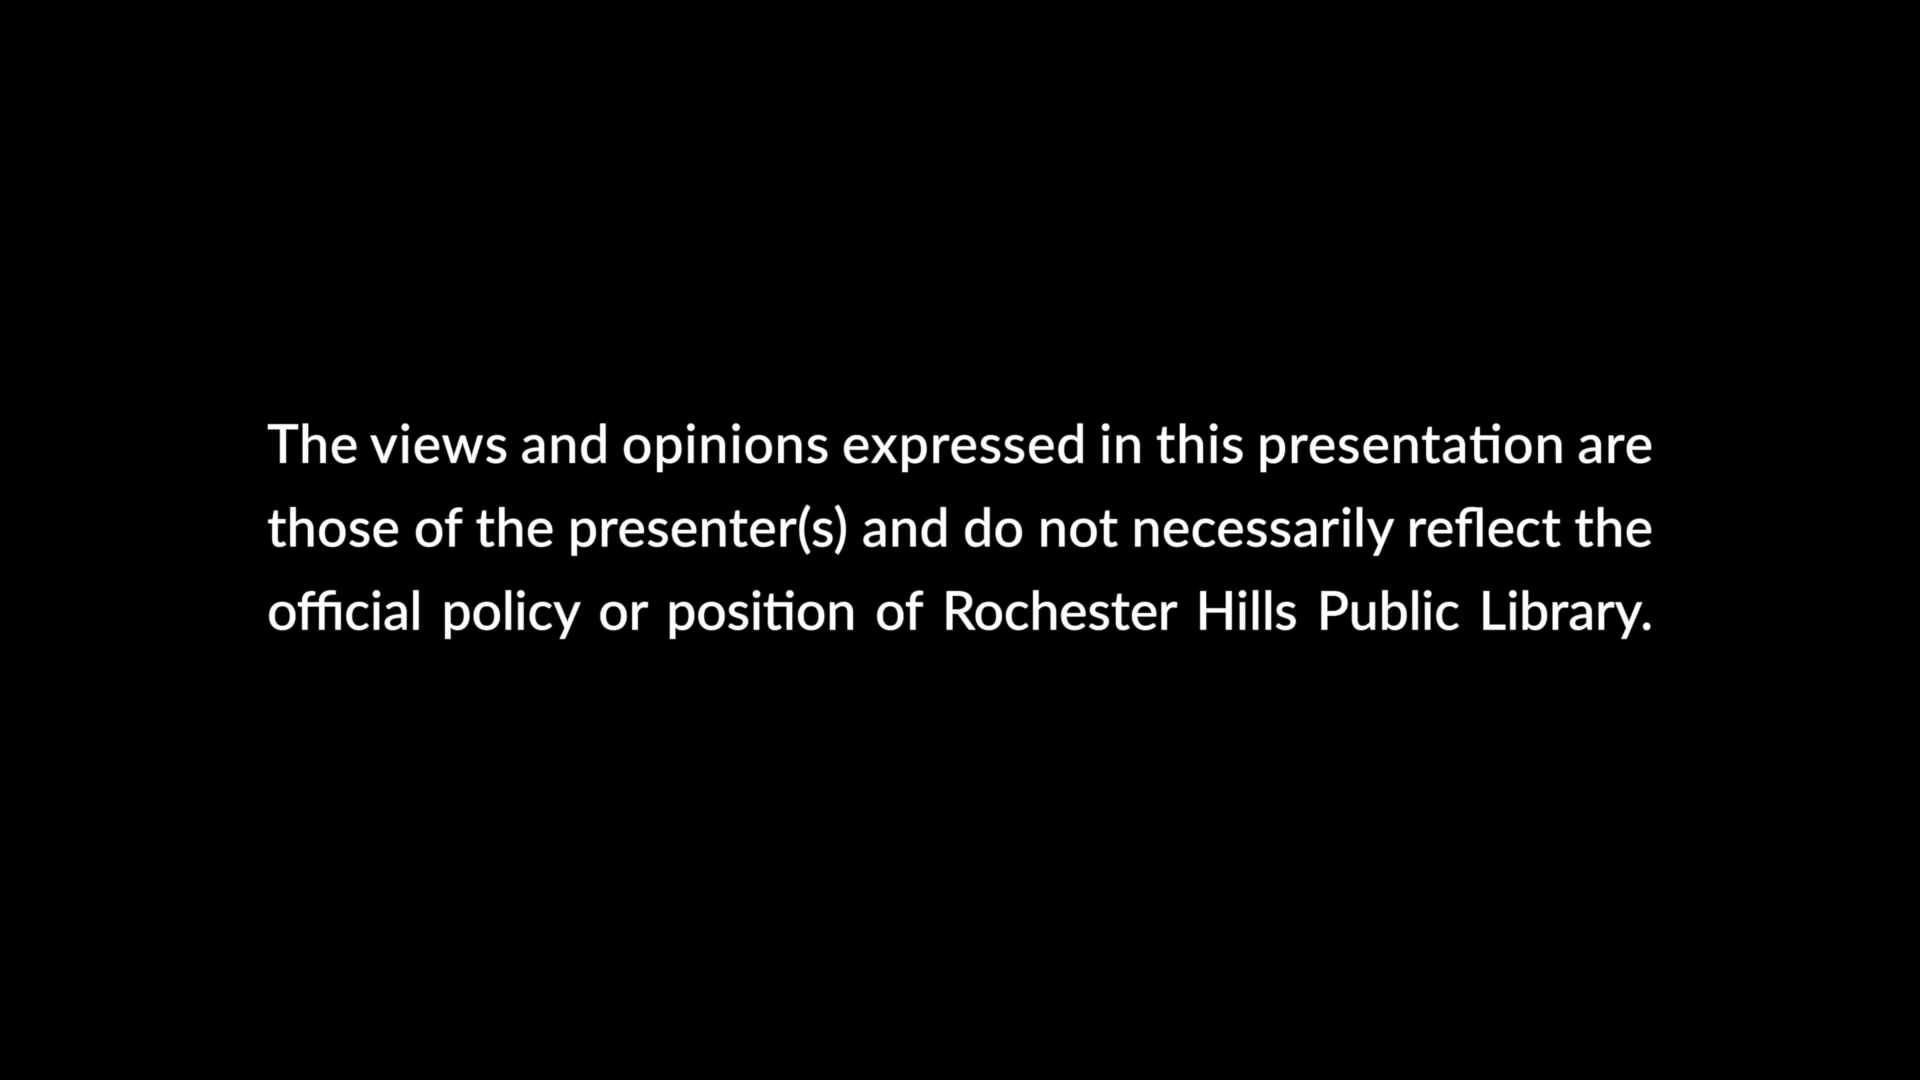 The views and opinions expressed in this presentation are
those of the presenter(s) and do not necessarily reflect the
official policy or position of Rochester Hills Public Library.